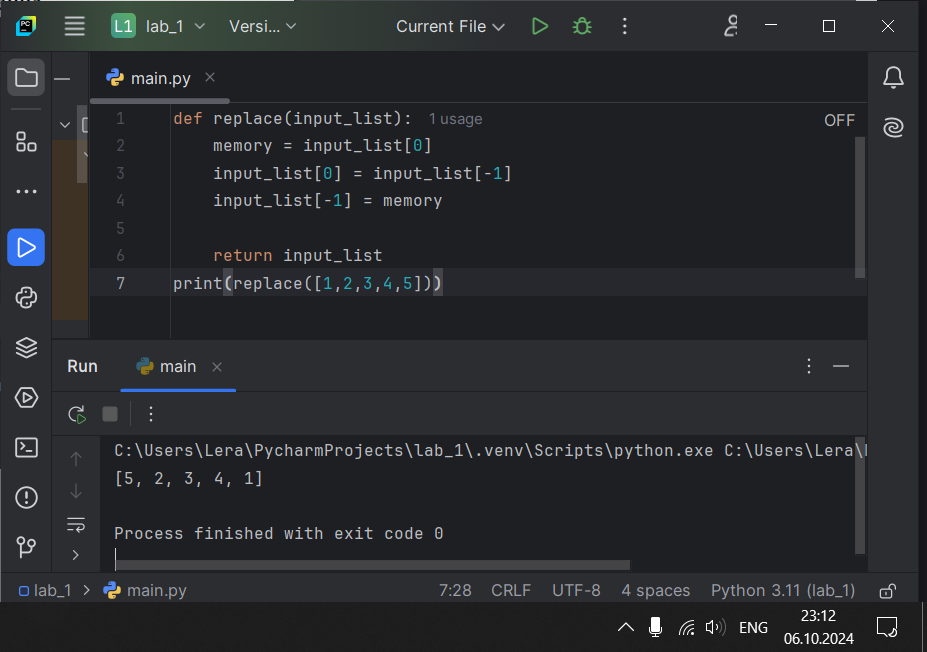 L1 lab_1 Versi... Current File
main.py
1 def replace(input_list): 1 usage
OFF
2 memory = input_list[0]
3 input_list[0] = input_list[-1]
4 input_list[-1] = memory
5
6 return input_list
7 print(replace([1,2,3,4,5]))
Run main
C:\Users\Lera\PycharmProjects\lab_1\.venv\Scripts\python.exe C:\Users\Lera\
[5, 2, 3, 4, 1]
Process finished with exit code 0
lab_1 main.py 7:28 CRLF UTF-8 4 spaces Python 3.11 (lab_1)
ENG
23:12
06.10.2024